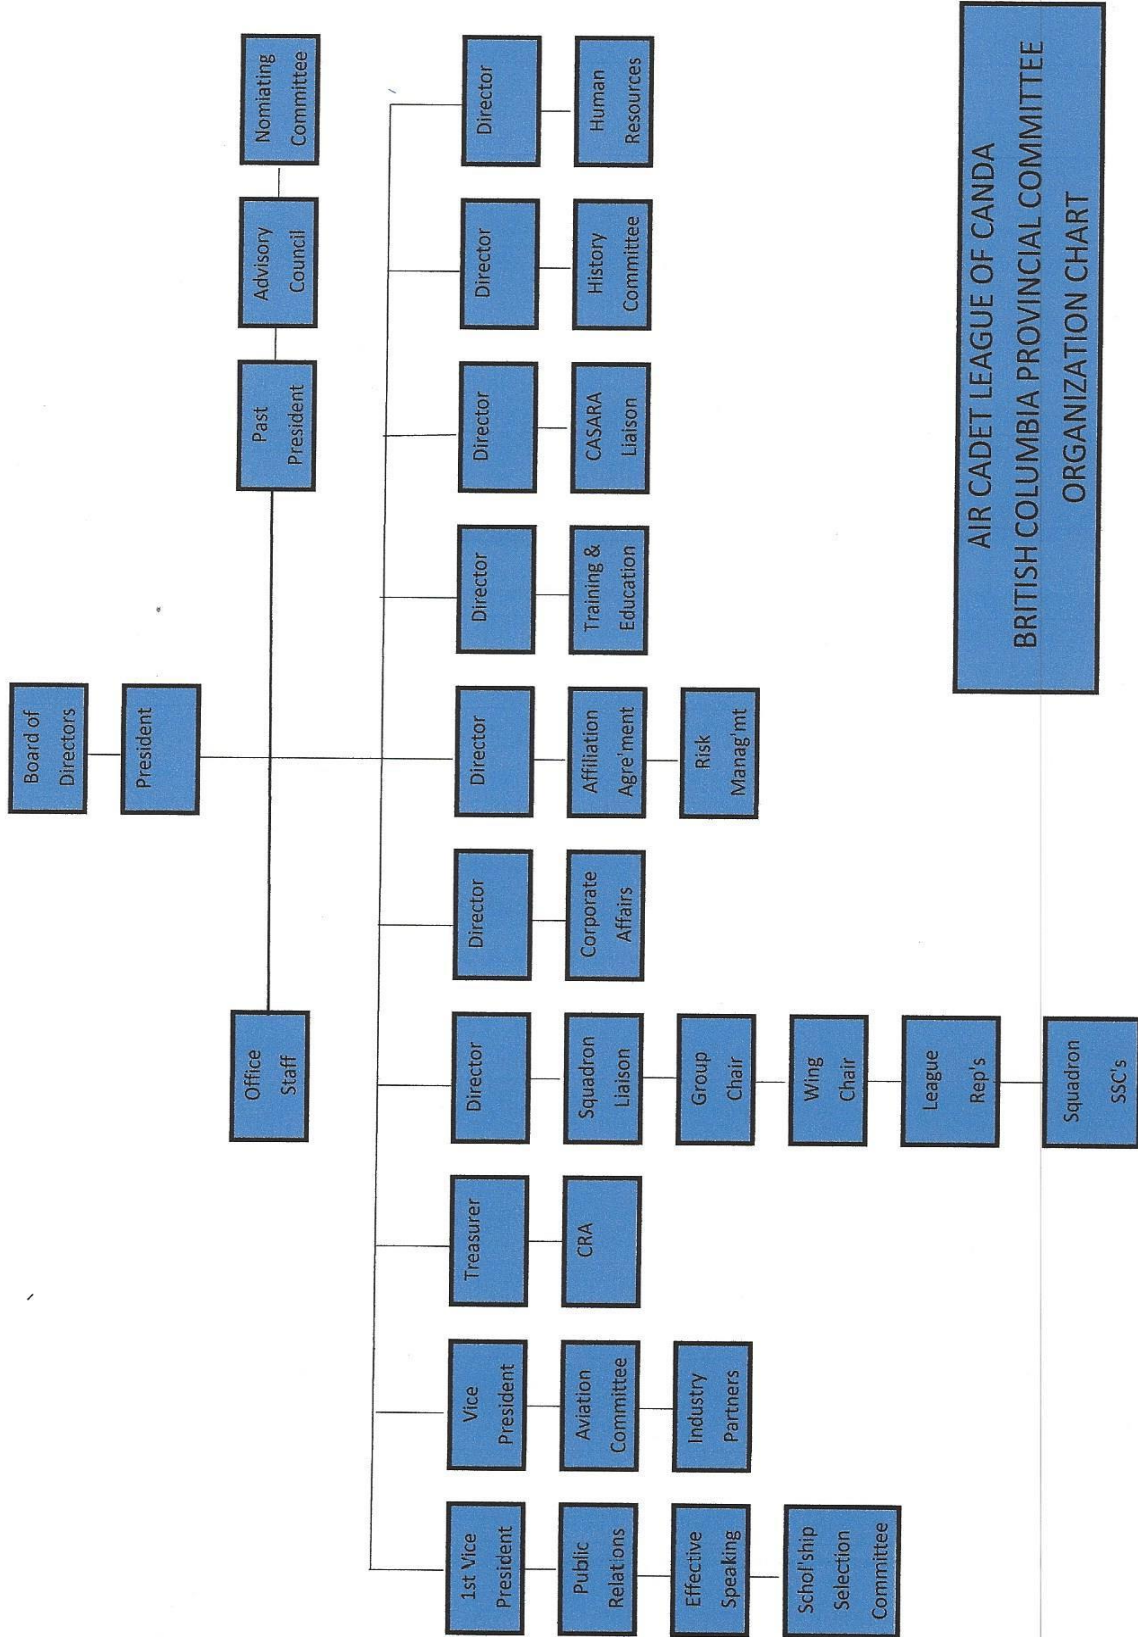 Board of
Directors
President
Office
Staff
Past
President
Advisory
Council
Nomiating
Committee
1st Vice
President
Public
Relations
Effective
Speaking
Schol'ship
Selection
Committee
Vice
President
Aviation
Committee
Industry
Partners
Treasurer
CRA
Director
Squadron
Liaison
Group
Chair
Wing
Chair
League
Rep's
Squadron
SSC's
Director
Corporate
Affairs
Director
Affiliation
Agre'ment
Risk
Manag'mt
Director
Training &
Education
Director
CASARA
Liaison
Director
History
Committee
Director
Human
Resources
AIR CADET LEAGUE OF CANDA
BRITISH COLUMBIA PROVINCIAL COMMITTEE
ORGANIZATION CHART